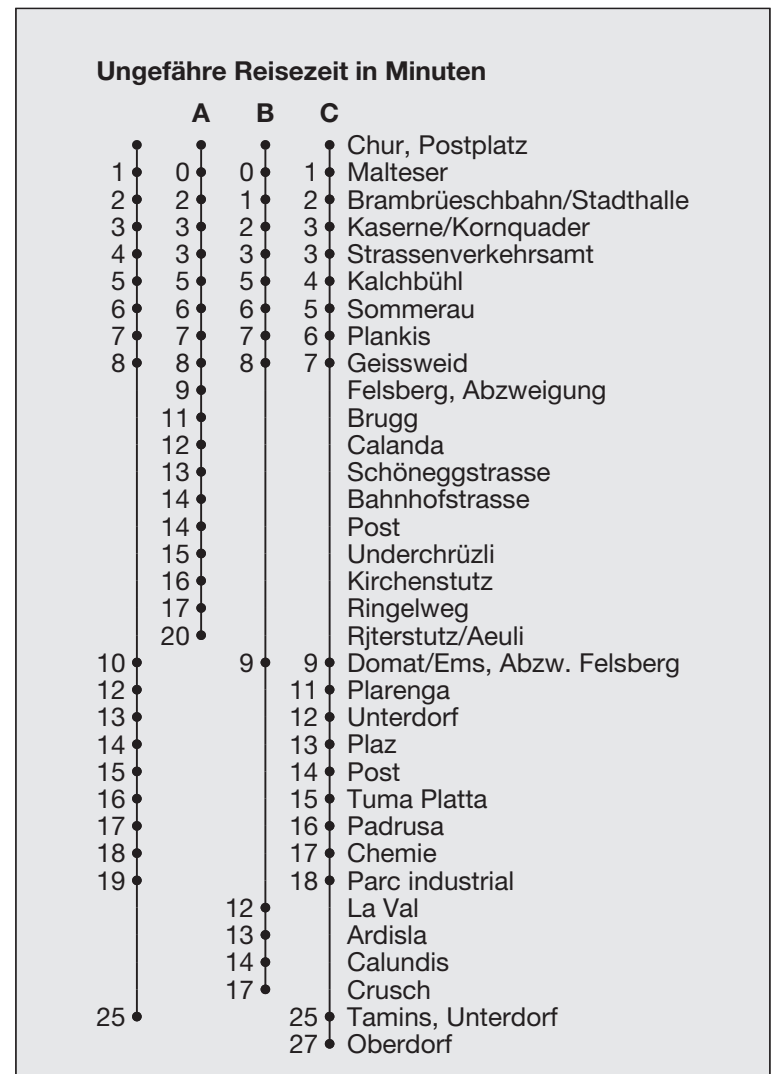 Ungefähre Reisezeit in Minuten
A B C
Chur, Postplatz
1 0 0 1 Malteser
2 2 1 2 Brambrüeschbahn/Stadthalle
3 3 2 3 Kaserne/Kornquader
4 3 3 3 Strassenverkehrsamt
5 5 5 4 Kalchbühl
6 6 6 5 Sommerau
7 7 7 6 Plankis
8 8 8 7 Geissweid
9 Felsberg, Abzweigung
11 Brugg
12 Calanda
13 Schöneggstrasse
14 Bahnhofstrasse
14 Post
15 Underchrüzli
16 Kirchenstutz
17 Ringelweg
20 Rjterstutz/Aeuli
10 9 9 Domat/Ems, Abzw. Felsberg
12 11 Plarenga
13 12 Unterdorf
14 13 Plaz
15 14 Post
16 15 Tuma Platta
17 16 Padrusa
18 17 Chemie
19 18 Parc industrial
12 La Val
13 Ardisla
14 Calundis
17 Crusch
25 25 Tamins, Unterdorf
27 Oberdorf